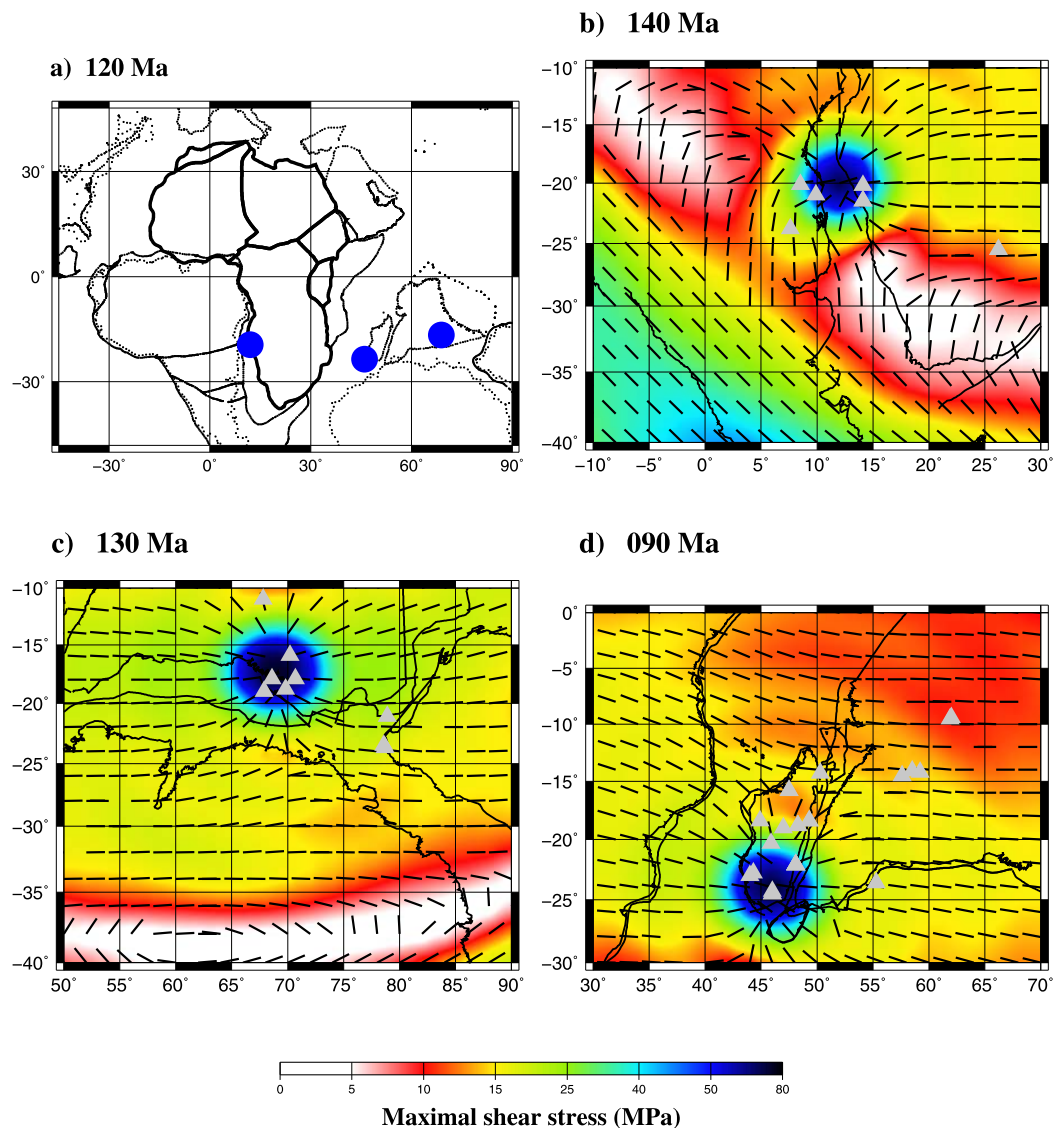 a) 120 Ma
30˚
0˚
−30˚
−30˚ 0˚ 30˚ 60˚ 90˚
b) 140 Ma
−10˚
−15˚
−20˚
−25˚
−30˚
−35˚
−40˚
−10˚ −5˚ 0˚ 5˚ 10˚ 15˚ 20˚ 25˚ 30˚
c) 130 Ma
−10˚
−15˚
−20˚
−25˚
−30˚
−35˚
−40˚
50˚ 55˚ 60˚ 65˚ 70˚ 75˚ 80˚ 85˚ 90˚
d) 090 Ma
0˚
−5˚
−10˚
−15˚
−20˚
−25˚
−30˚
30˚ 35˚ 40˚ 45˚ 50˚ 55˚ 60˚ 65˚ 70˚
0 5 10 15 25 40 50 80
Maximal shear stress (MPa)